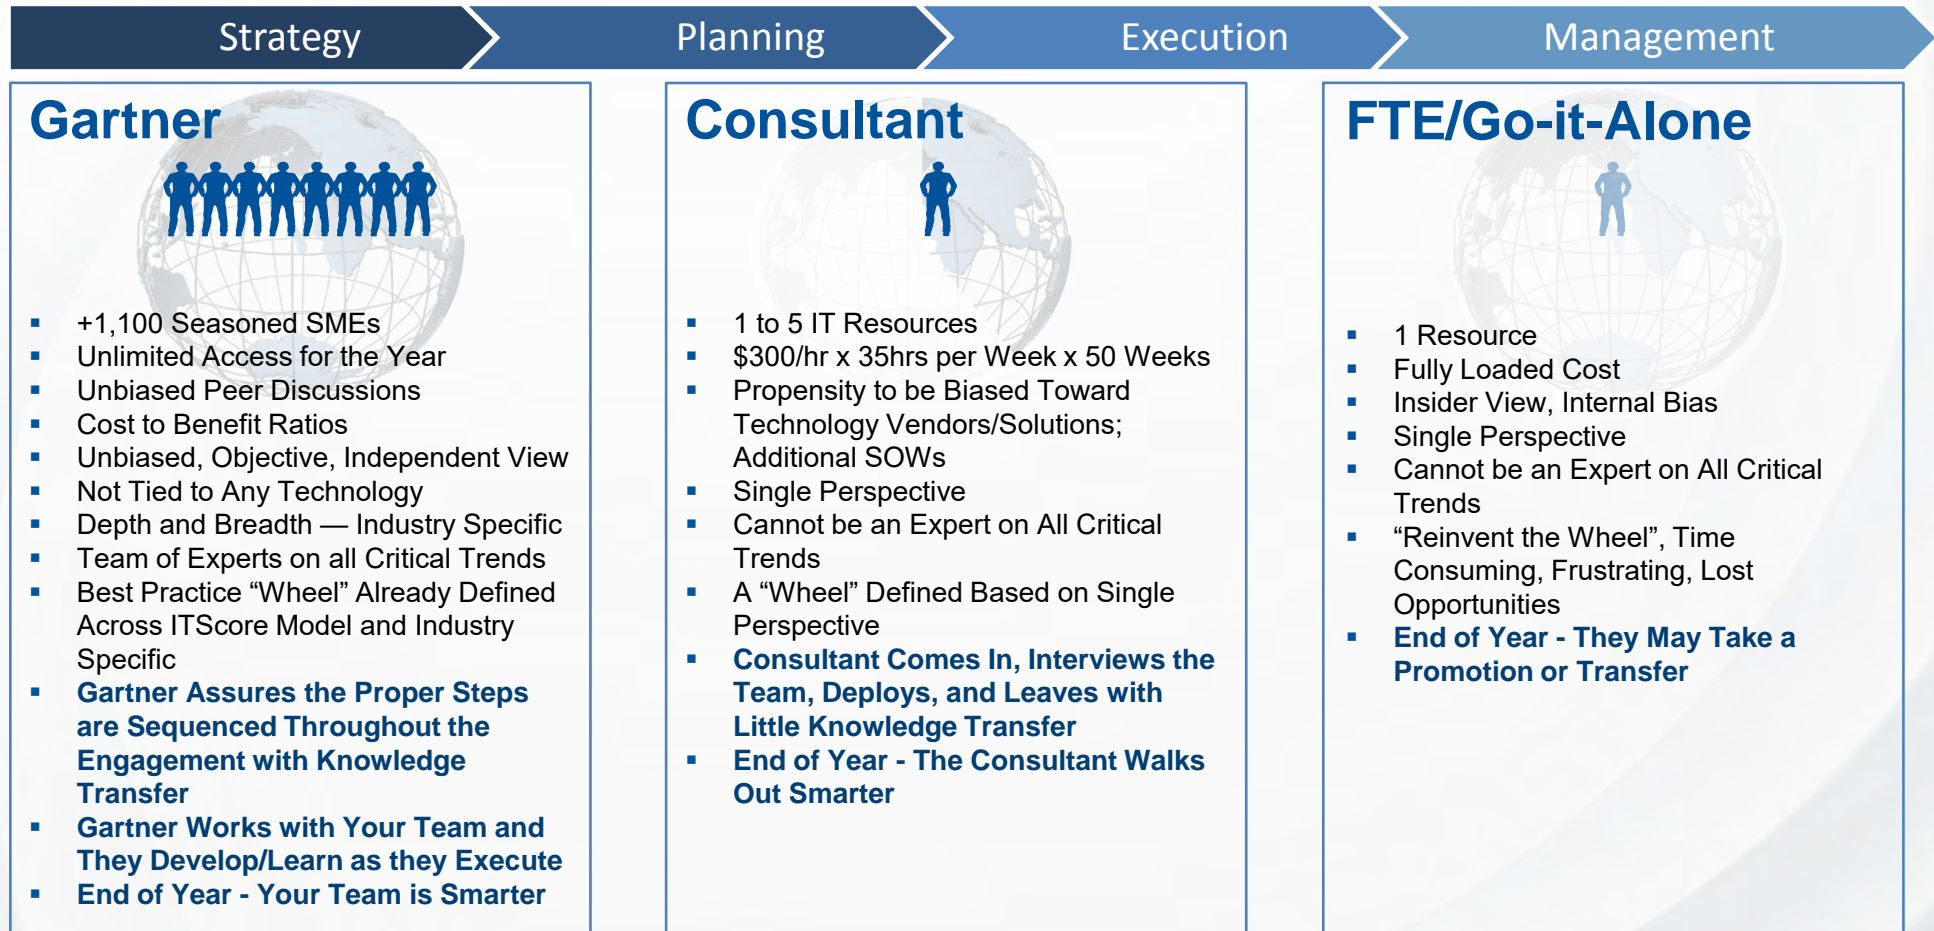 Strategy
Planning
Execution
Management
Gartner
▪ +1,100 Seasoned SMEs
▪ Unlimited Access for the Year
▪ Unbiased Peer Discussions
▪ Cost to Benefit Ratios
▪ Unbiased, Objective, Independent View
▪ Not Tied to Any Technology
▪ Depth and Breadth — Industry Specific
▪ Team of Experts on all Critical Trends
▪ Best Practice “Wheel” Already Defined
Across ITScore Model and Industry
Specific
▪ Gartner Assures the Proper Steps
are Sequenced Throughout the
Engagement with Knowledge
Transfer
▪ Gartner Works with Your Team and
They Develop/Learn as they Execute
▪ End of Year - Your Team is Smarter
Consultant
▪ 1 to 5 IT Resources
▪ $300/hr x 35hrs per Week x 50 Weeks
▪ Propensity to be Biased Toward
Technology Vendors/Solutions;
Additional SOWs
▪ Single Perspective
▪ Cannot be an Expert on All Critical
Trends
▪ A “Wheel” Defined Based on Single
Perspective
▪ Consultant Comes In, Interviews the
Team, Deploys, and Leaves with
Little Knowledge Transfer
▪ End of Year - The Consultant Walks
Out Smarter
FTE/Go-it-Alone
▪ 1 Resource
▪ Fully Loaded Cost
▪ Insider View, Internal Bias
▪ Single Perspective
▪ Cannot be an Expert on All Critical
Trends
▪ “Reinvent the Wheel”, Time
Consuming, Frustrating, Lost
Opportunities
▪ End of Year - They May Take a
Promotion or Transfer